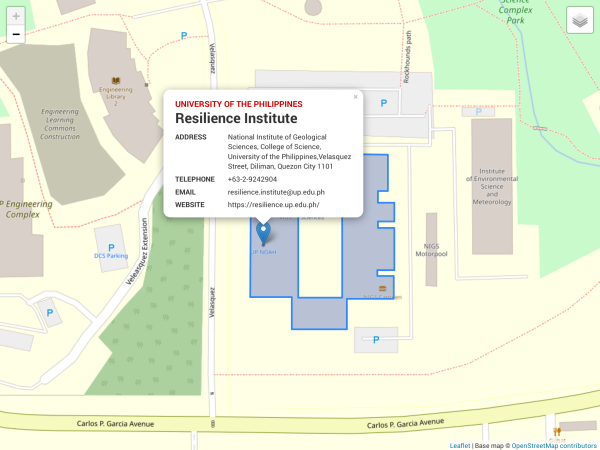 +
−
Science
Complex
Park
P
Velasquez
Rockhounds path
Engineering
Library
2
P
P
Engineering
Learning
Commons
Construction
×
UNIVERSITY OF THE PHILIPPINES
Resilience Institute
ADDRESS
National Institute of Geological
Sciences, College of Science,
University of the Philippines,Velasquez
Street, Diliman, Quezon City 1101
TELEPHONE
+63-2-9242904
EMAIL
resilience.institute@up.edu.ph
WEBSITE
https://resilience.up.edu.ph/
Institute
of Environmental
Science
and
Meteorology
P Engineering
Complex
Sciences
UP NOAH
P
DCS Parking
Velasquez Extension
NIGS
Motorpool
Velasquez
NIGS Canteen
P
P
Carlos P. Garcia Avenue
Carlos P. Garcia Avenue
Leaflet | Base map © OpenStreetMap contributors